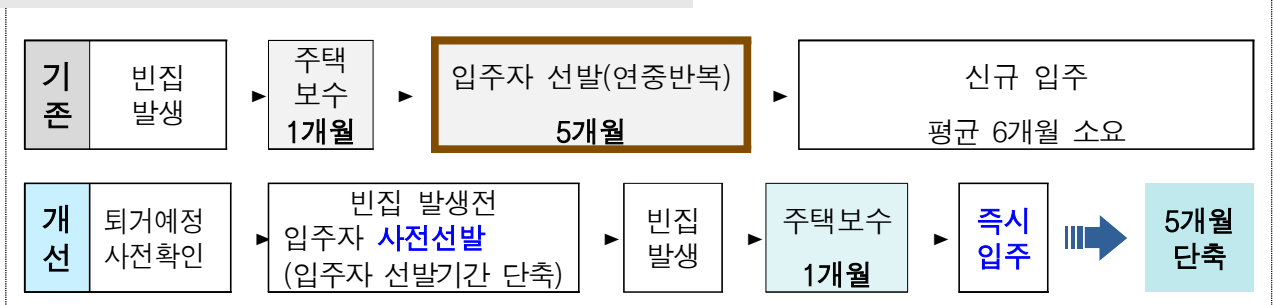 기존
빈집
발생
주택
보수
1개월
입주자 선발(연중반복)
5개월
신규 입주
평균 6개월 소요
개선
퇴거예정
사전확인
빈집 발생전
입주자 사전선발
(입주자 선발기간 단축)
빈집
발생
주택보수
1개월
즉시
입주
5개월
단축